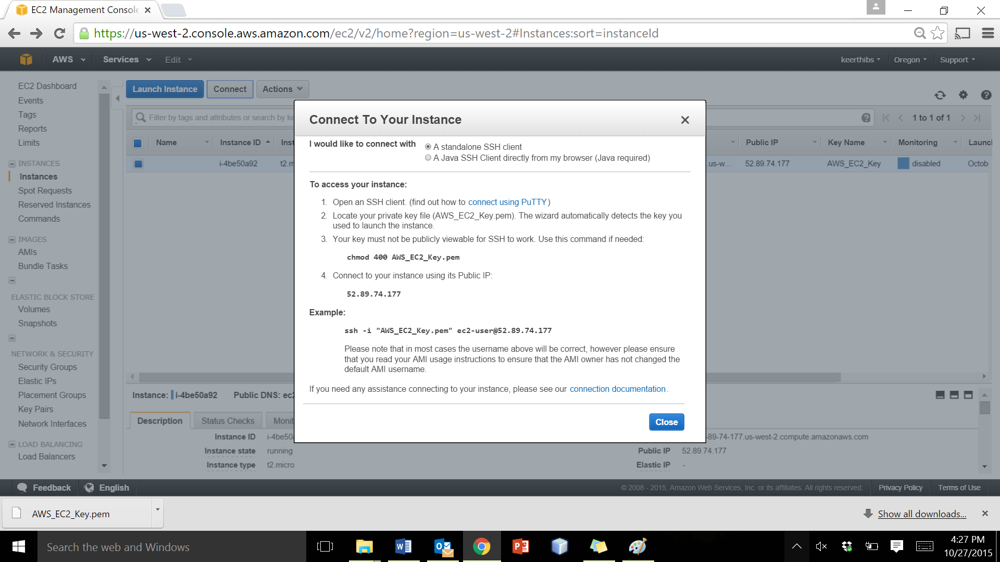 EC2 Management Console
https://us-west-2.console.aws.amazon.com/ec2/v2/home?region=us-west-2#Instances:sort=instanceId
AWS Services Edit keerthibs Oregon Support
EC2 Dashboard
Events
Tags
Reports
Limits
INSTANCES
Instances
Spot Requests
Reserved Instances
Commands
IMAGES
AMIs
Bundle Tasks
ELASTIC BLOCK STORE
Volumes
Snapshots
NETWORK & SECURITY
Security Groups
Elastic IPs
Placement Groups
Key Pairs
Network Interfaces
LOAD BALANCING
Load Balancers
Launch Instance Connect Actions
Filter by tags and attributes or search by ke
1 to 1 of 1
Name Instance ID Inst Public IP Key Name Monitoring Launch
i-4be50a92 t2.m .us-w... 52.89.74.177 AWS_EC2_Key disabled Octob
Connect To Your Instance
I would like to connect with
A standalone SSH client
A Java SSH Client directly from my browser (Java required)
To access your instance:
1. Open an SSH client. (find out how to connect using PuTTY)
2. Locate your private key file (AWS_EC2_Key.pem). The wizard automatically detects the key you
used to launch the instance.
3. Your key must not be publicly viewable for SSH to work. Use this command if needed:
chmod 400 AWS_EC2_Key.pem
4. Connect to your instance using its Public IP:
52.89.74.177
Example:
ssh -i "AWS_EC2_Key.pem" ec2-user@52.89.74.177
Please note that in most cases the username above will be correct, however please ensure
that you read your AMI usage instructions to ensure that the AMI owner has not changed the
default AMI username.
If you need any assistance connecting to your instance, please see our connection documentation.
Close
Instance: i-4be50a92 Public DNS: ec2
Description Status Checks Monit
Instance ID i-4be50a -89-74-177.us-west-2.compute.amazonaws.com
Instance state running Public IP 52.89.74.177
Instance type t2.micro Elastic IP -
Feedback English © 2008 - 2015, Amazon Web Services, Inc. or its affiliates. All rights reserved. Privacy Policy Terms of Use
AWS_EC2_Key.pem Show all downloads...
Search the web and Windows
4:27 PM
10/27/2015